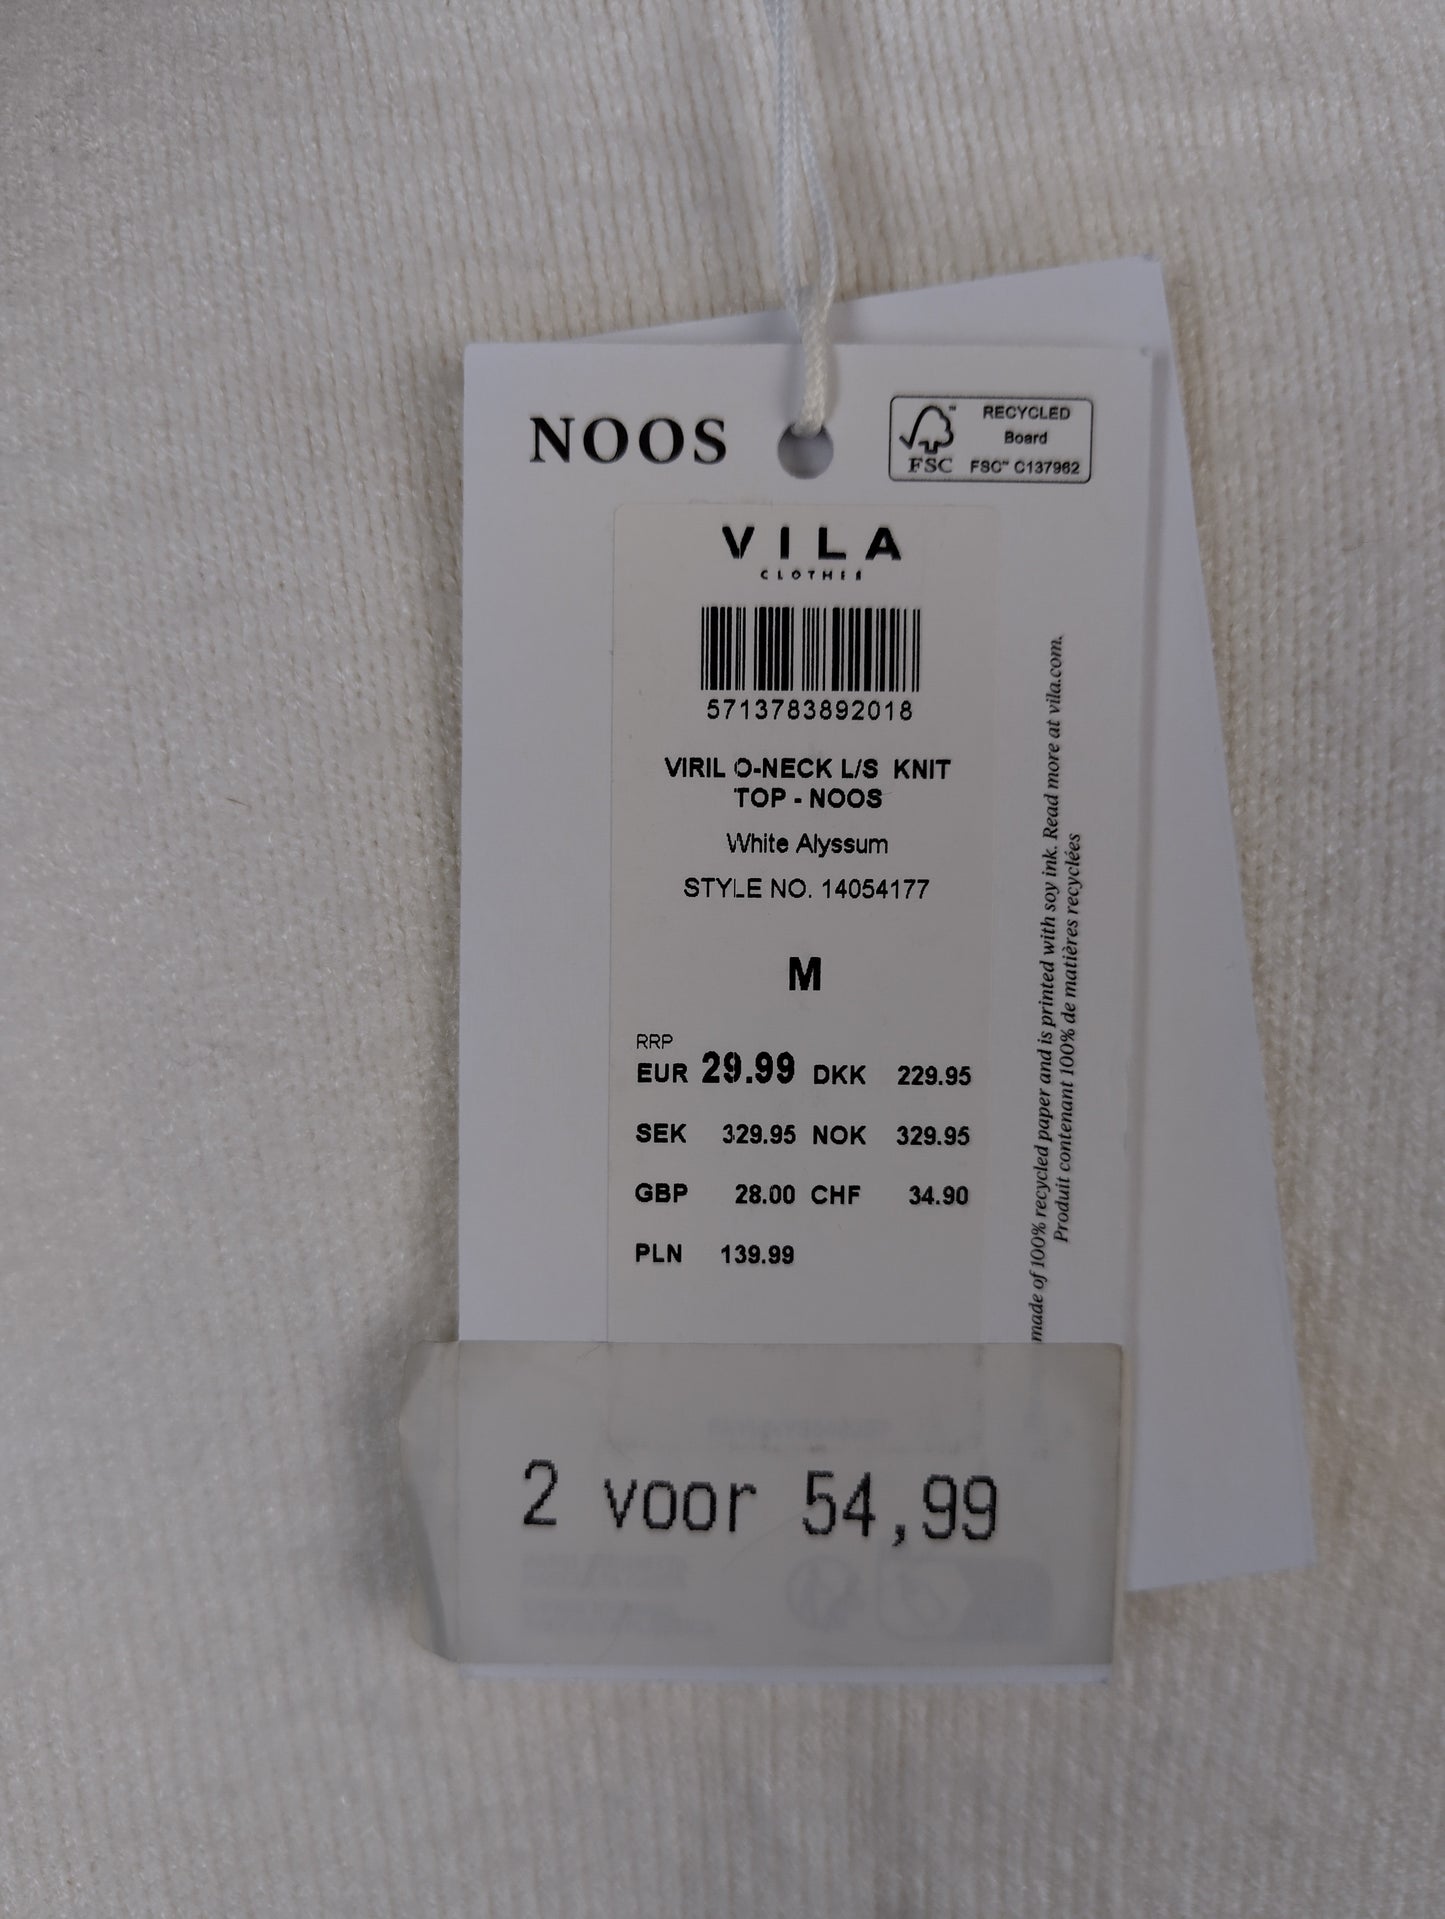 NOOS
FSC™
RECYCLED
Board
FSC™ C137962
VILA
CLOTHES
5713783892018
VIRIL O-NECK L/S KNIT
TOP - NOOS
White Alyssum
STYLE NO. 14054177
M
RRP
EUR 29.99 DKK 229.95
SEK 329.95 NOK 329.95
GBP 28.00 CHF 34.90
PLN 139.99
made of 100% recycled paper and is printed with soy ink. Read more at vila.com.
Produit contenant 100% de matières recyclées
2 voor 54,99